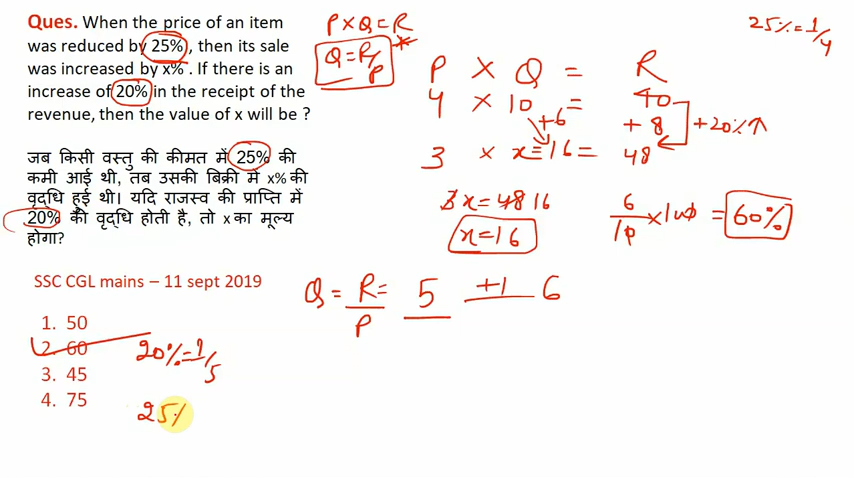 Ques. When the price of an item
was reduced by 25% , then its sale
was increased by x% . If there is an
increase of 20% in the receipt of the
revenue, then the value of x will be ?
जब किसी वस्तु की कीमत में 25% की
कमी आई थी, तब उसकी बिक्री में x% की
वृद्धि हुई थी। यदि राजस्व की प्राप्ति में
20% की वृद्धि होती है, तो x का मूल्य
होगा?
SSC CGL mains – 11 sept 2019
1. 50
2. 60
3. 45
4. 75
20% = 1/5
25%
P × Q = R
Q = R/P *
25% = 1/4
P × Q = R
4 × 10 = 40
+6
+ 8
+20% ↑
3 × x = 16 = 48
3x = 48 16
x = 16
6/10 × 100 = 60%
Q = R/P = 5 +1 6